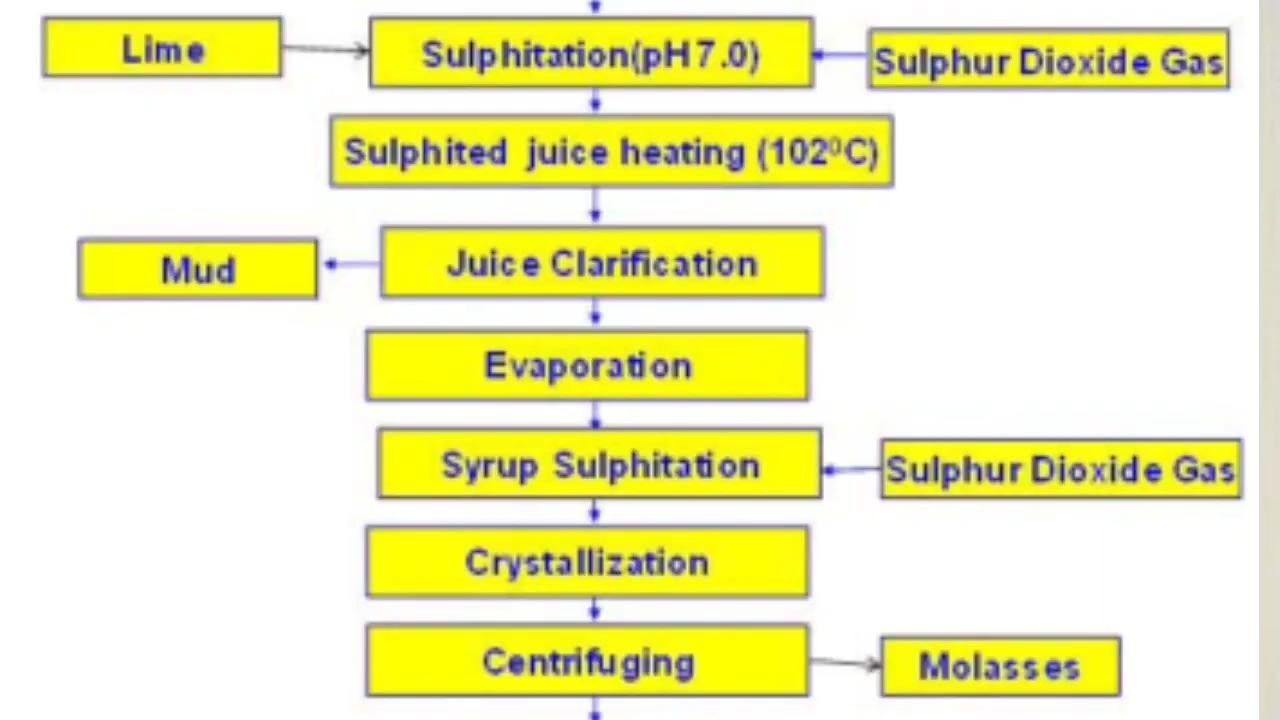 Lime
Sulphitation(pH 7.0)
Sulphur Dioxide Gas
Sulphited juice heating (102⁰C)
Mud
Juice Clarification
Evaporation
Syrup Sulphitation
Sulphur Dioxide Gas
Crystallization
Centrifuging
Molasses